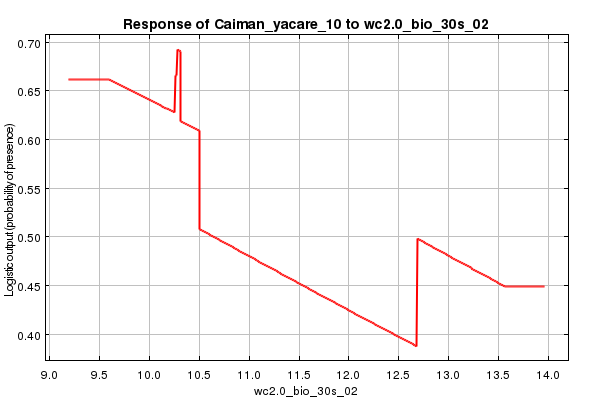 Response of Caiman_yacare_10 to wc2.0_bio_30s_02
Logistic output (probability of presence)
0.70
0.65
0.60
0.55
0.50
0.45
0.40
9.0 9.5 10.0 10.5 11.0 11.5 12.0 12.5 13.0 13.5 14.0
wc2.0_bio_30s_02